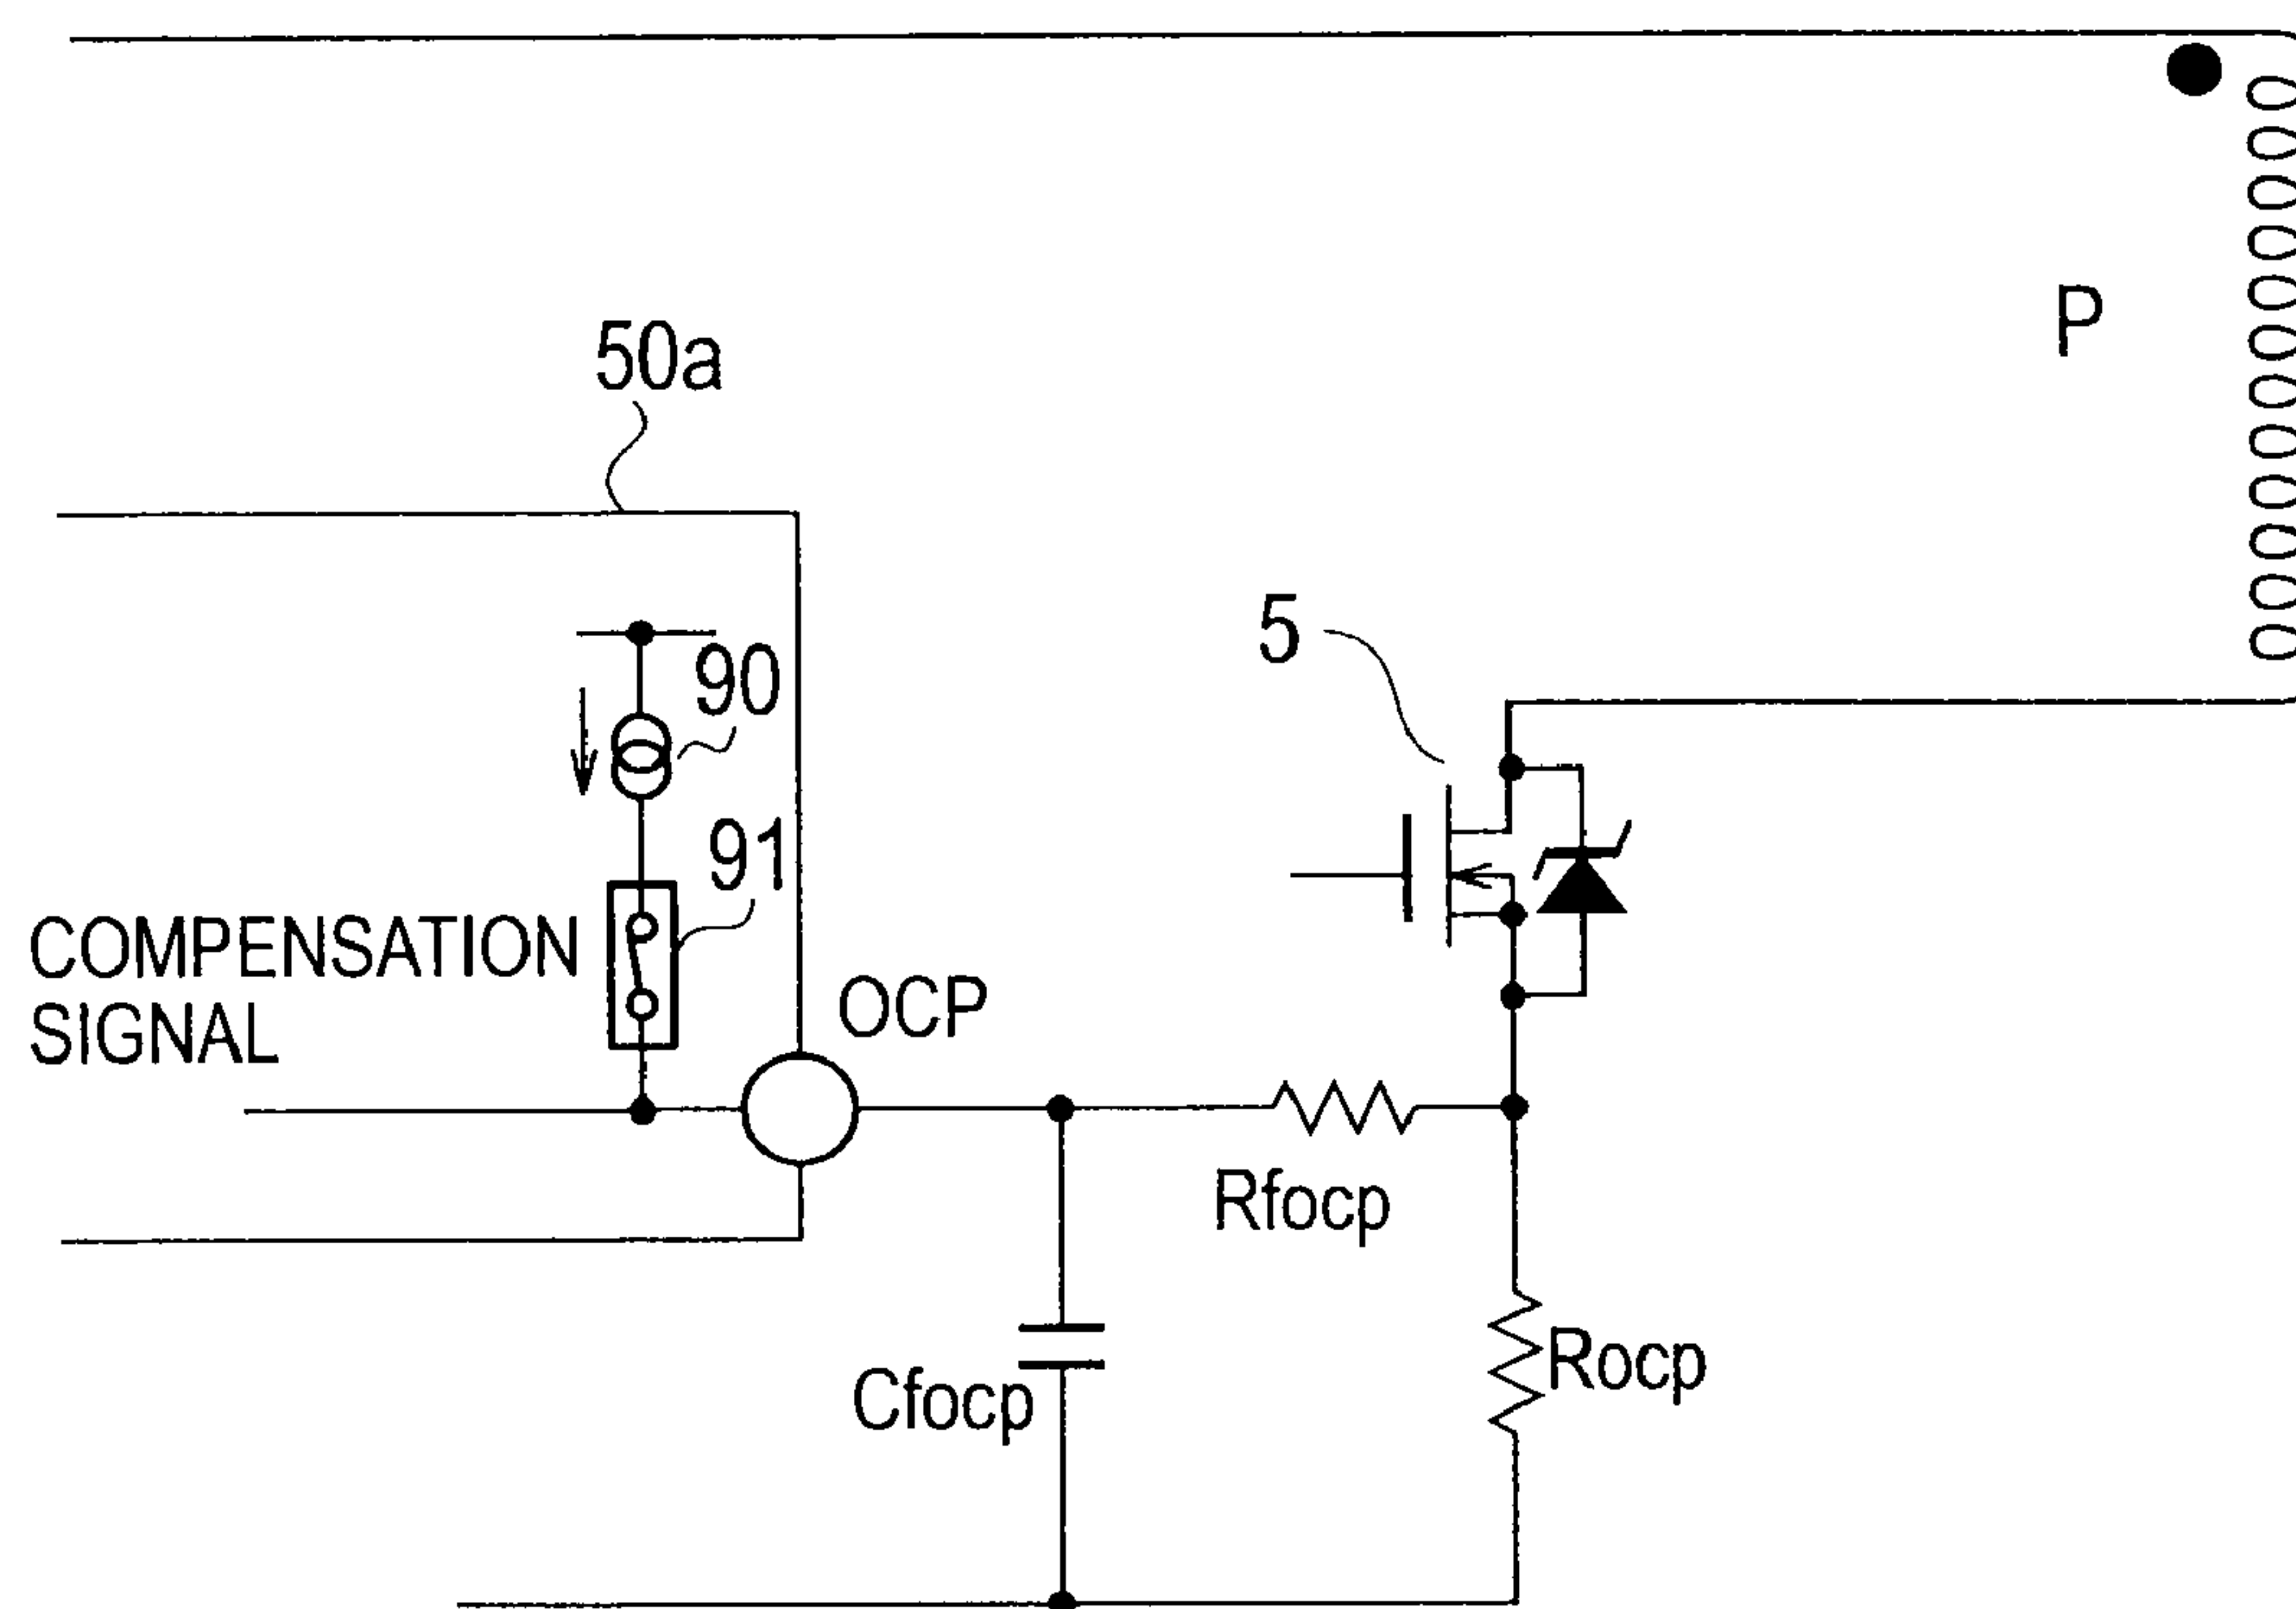 P
50a
5
90
91
COMPENSATION
SIGNAL
OCP
Rfocp
Cfocp
Rocp